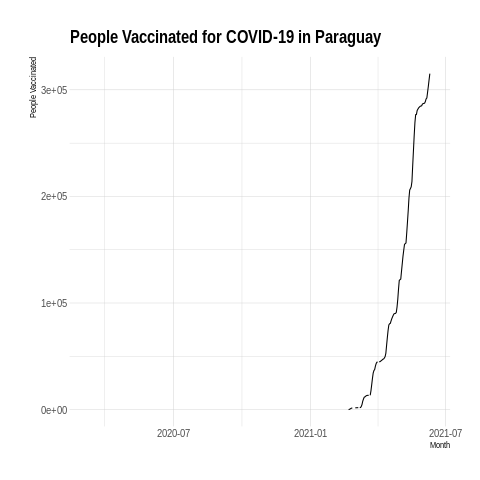 People Vaccinated for COVID-19 in Paraguay
People Vaccinated
3e+05
2e+05
1e+05
0e+00
2020-07
2021-01
2021-07
Month